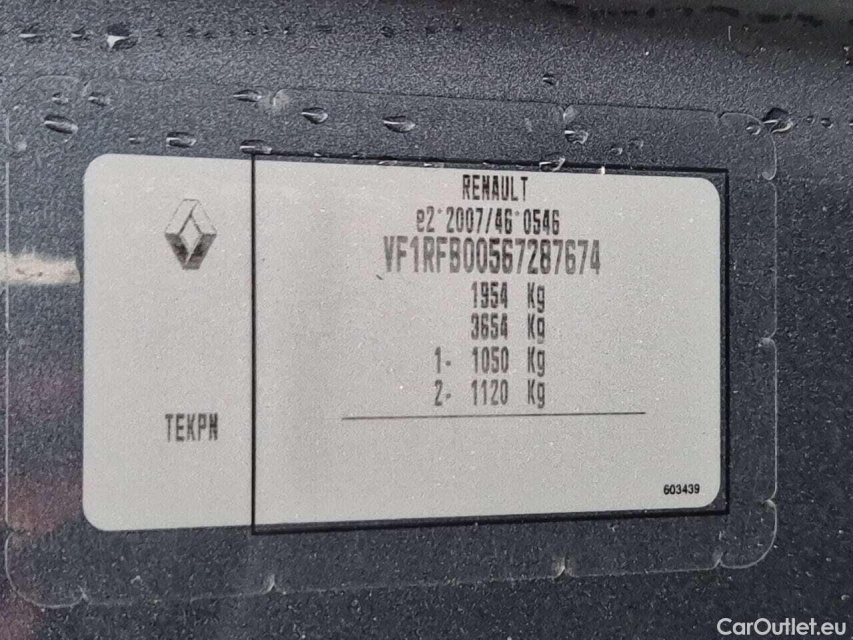 RENAULT
e2*2007/46*0546
VF1RFB00567287674
1954 Kg
3654 Kg
1- 1050 Kg
2- 1120 Kg
TEKPN
603439
CarOutlet.eu